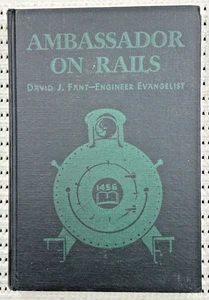 AMBASSADOR
ON RAILS
DAVID J. FANT—ENGINEER EVANGELIST
1456